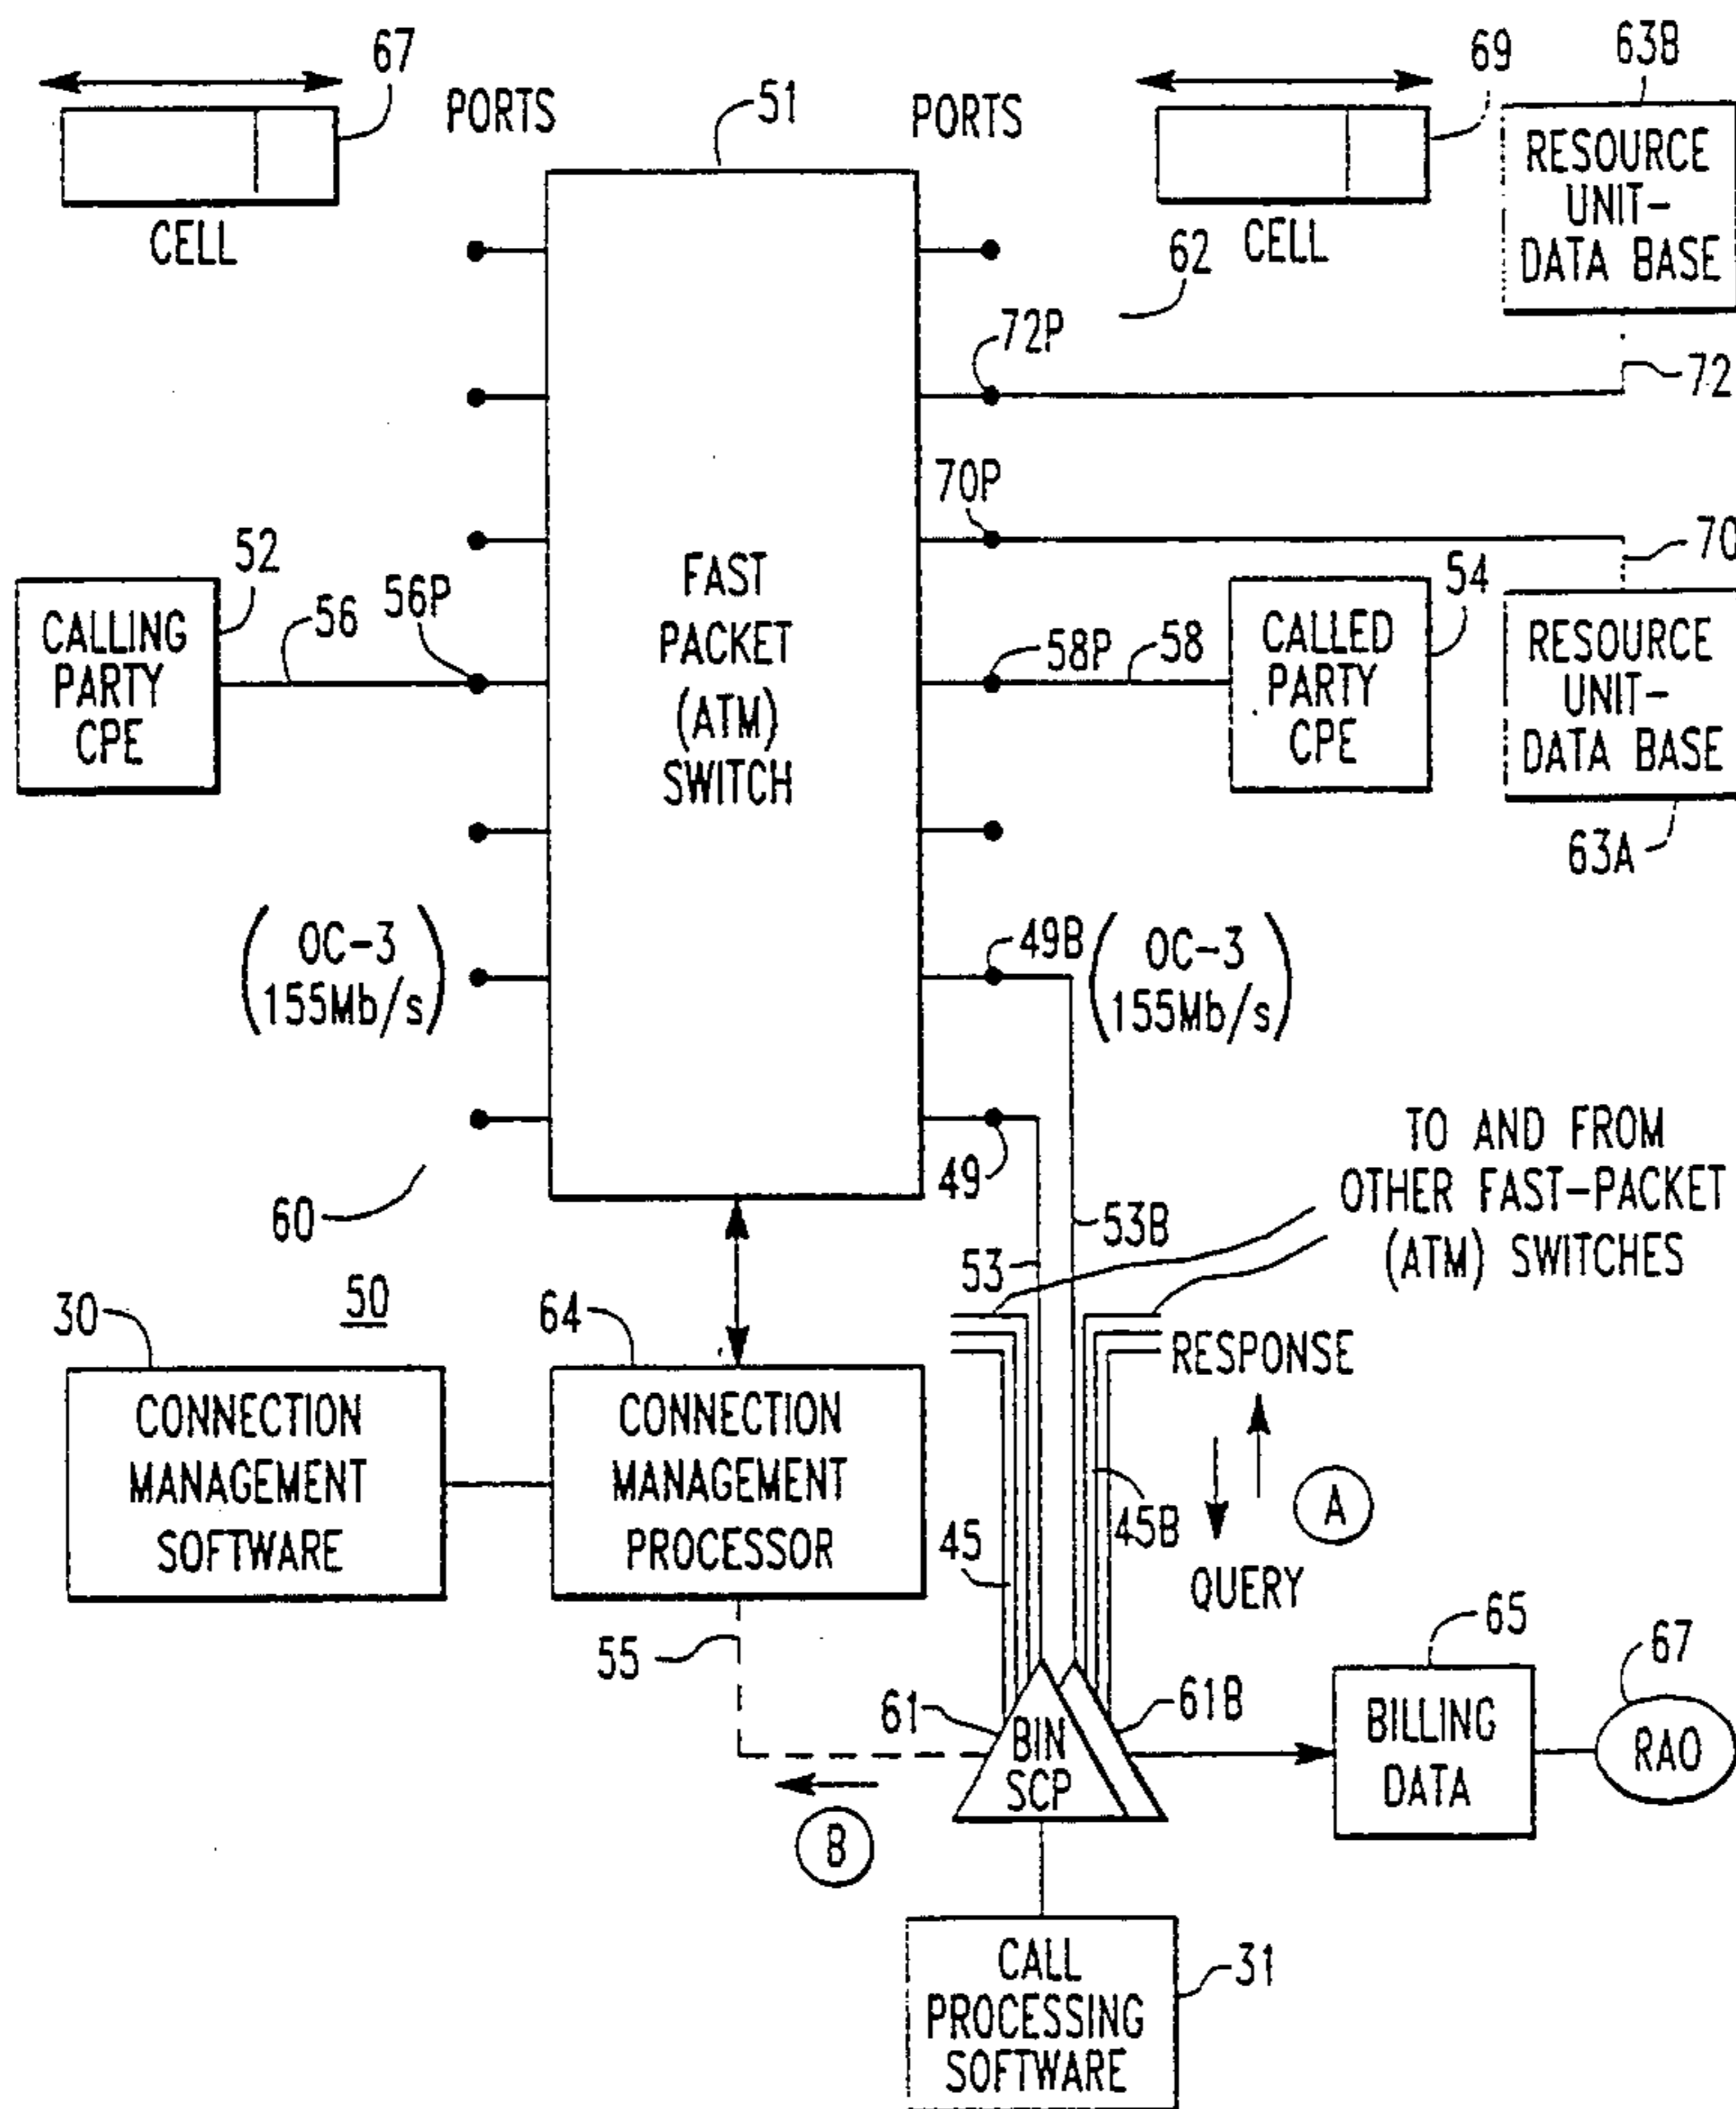 67
PORTS
51
PORTS
69
63B
CELL
62
CELL
RESOURCE
UNIT-
DATA BASE
72P
72
70P
70
52
CALLING
PARTY
CPE
56
56P
FAST
PACKET
(ATM)
SWITCH
58P
58
54
CALLED
PARTY
CPE
RESOURCE
UNIT-
DATA BASE
63A
(OC-3
155Mb/s)
49B
(OC-3
155Mb/s)
49
60
TO AND FROM
OTHER FAST-PACKET
(ATM) SWITCHES
53
53B
30
50
64
CONNECTION
MANAGEMENT
SOFTWARE
CONNECTION
MANAGEMENT
PROCESSOR
RESPONSE
A
45
45B
QUERY
55
61
61B
BIN
SCP
65
BILLING
DATA
67
RAO
B
CALL
PROCESSING
SOFTWARE
31